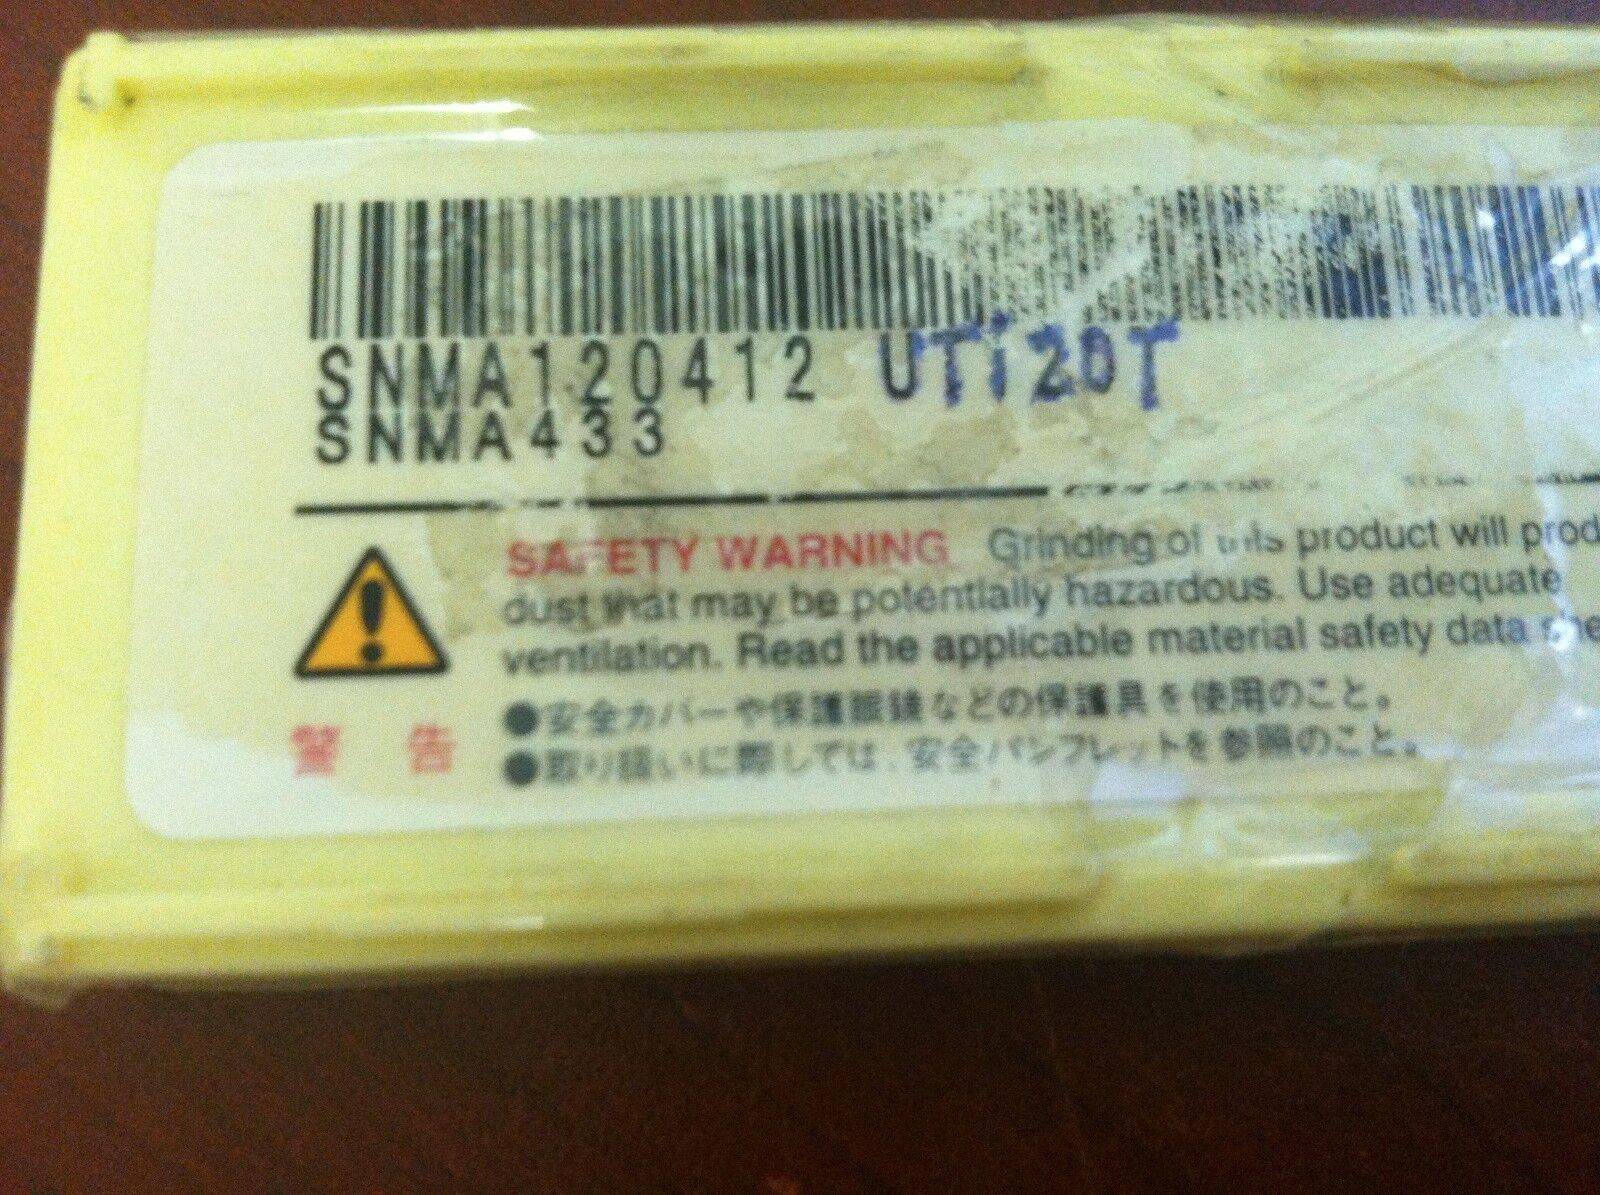 SNMA120412 UTi20T
SNMA433
SAFETY WARNING Grinding of this product will prod
dust that may be potentially hazardous. Use adequate
ventilation. Read the applicable material safety data she
警告
●安全カバーや保護眼鏡などの保護具を使用のこと。
●取り扱いに際しては、安全パンフレットを参照のこと。